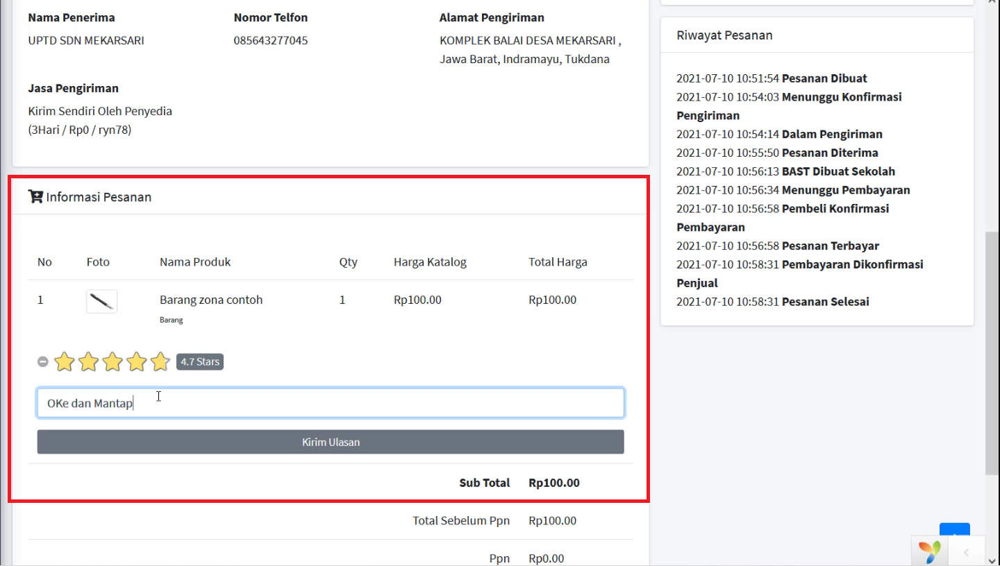 Nama Penerima
Nomor Telfon
Alamat Pengiriman
UPTD SDN MEKARSARI
085643277045
KOMPLEK BALAI DESA MEKARSARI ,
Jawa Barat, Indramayu, Tukdana
Jasa Pengiriman
Kirim Sendiri Oleh Penyedia
(3Hari / Rp0 / ryn78)
Informasi Pesanan
No Foto Nama Produk Qty Harga Katalog Total Harga
1 Barang zona contoh 1 Rp100.00 Rp100.00
Barang
4.7 Stars
OKe dan Mantap
Kirim Ulasan
Sub Total Rp100.00
Total Sebelum Ppn Rp100.00
Ppn Rp0.00
Riwayat Pesanan
2021-07-10 10:51:54 Pesanan Dibuat
2021-07-10 10:54:03 Menunggu Konfirmasi
Pengiriman
2021-07-10 10:54:14 Dalam Pengiriman
2021-07-10 10:55:50 Pesanan Diterima
2021-07-10 10:56:13 BAST Dibuat Sekolah
2021-07-10 10:56:34 Menunggu Pembayaran
2021-07-10 10:56:58 Pembeli Konfirmasi
Pembayaran
2021-07-10 10:56:58 Pesanan Terbayar
2021-07-10 10:58:31 Pembayaran Dikonfirmasi
Penjual
2021-07-10 10:58:31 Pesanan Selesai